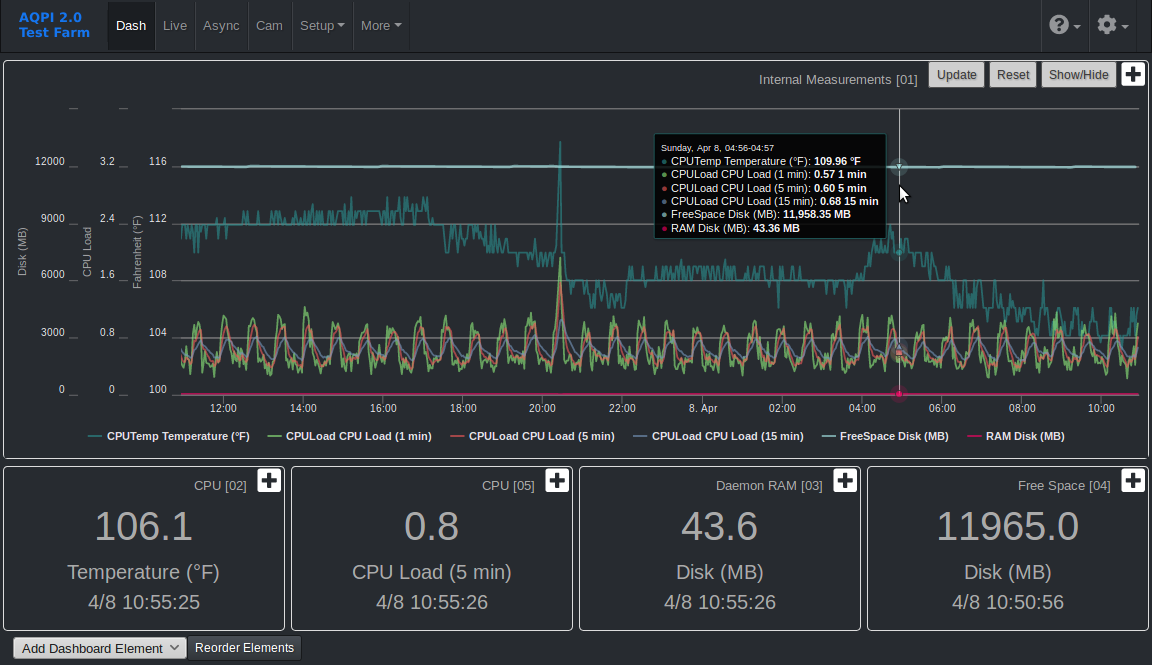 AQPI 2.0
Test Farm
Dash Live Async Cam Setup More
Internal Measurements [01] Update Reset Show/Hide
12000 3.2 116
9000 2.4 112
6000 1.6 108
3000 0.8 104
0 0 100
Disk (MB)
CPU Load
Fahrenheit (°F)
Sunday, Apr 8, 04:56-04:57
CPUTemp Temperature (°F): 109.96 °F
CPULoad CPU Load (1 min): 0.57 1 min
CPULoad CPU Load (5 min): 0.60 5 min
CPULoad CPU Load (15 min): 0.68 15 min
FreeSpace Disk (MB): 11,958.35 MB
RAM Disk (MB): 43.36 MB
12:00 14:00 16:00 18:00 20:00 22:00 8. Apr 02:00 04:00 06:00 08:00 10:00
CPUTemp Temperature (°F) CPULoad CPU Load (1 min) CPULoad CPU Load (5 min) CPULoad CPU Load (15 min) FreeSpace Disk (MB) RAM Disk (MB)
CPU [02]
106.1
Temperature (°F)
4/8 10:55:25
CPU [05]
0.8
CPU Load (5 min)
4/8 10:55:26
Daemon RAM [03]
43.6
Disk (MB)
4/8 10:55:26
Free Space [04]
11965.0
Disk (MB)
4/8 10:50:56
Add Dashboard Element Reorder Elements